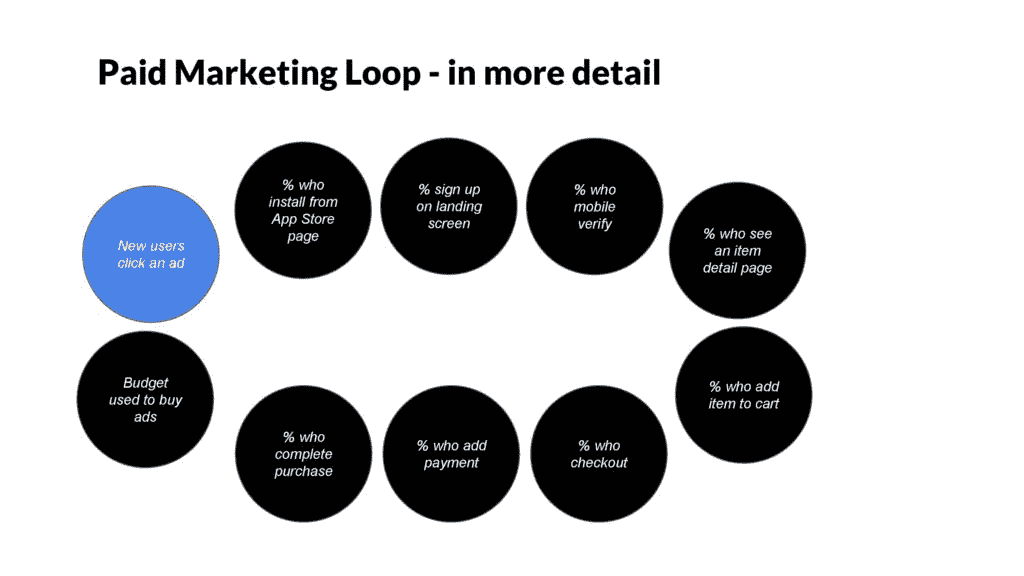 Paid Marketing Loop - in more detail
New users
click an ad
% who
install from
App Store
page
% sign up
on landing
screen
% who
mobile
verify
% who see
an item
detail page
% who add
item to cart
% who
checkout
% who add
payment
% who
complete
purchase
Budget
used to buy
ads